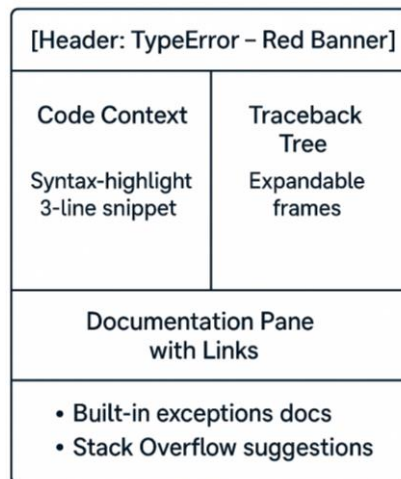 [Header: TypeError – Red Banner]
Code Context
Syntax-highlight
3-line snippet
Traceback
Tree
Expandable
frames
Documentation Pane
with Links
• Built-in exceptions docs
• Stack Overflow suggestions